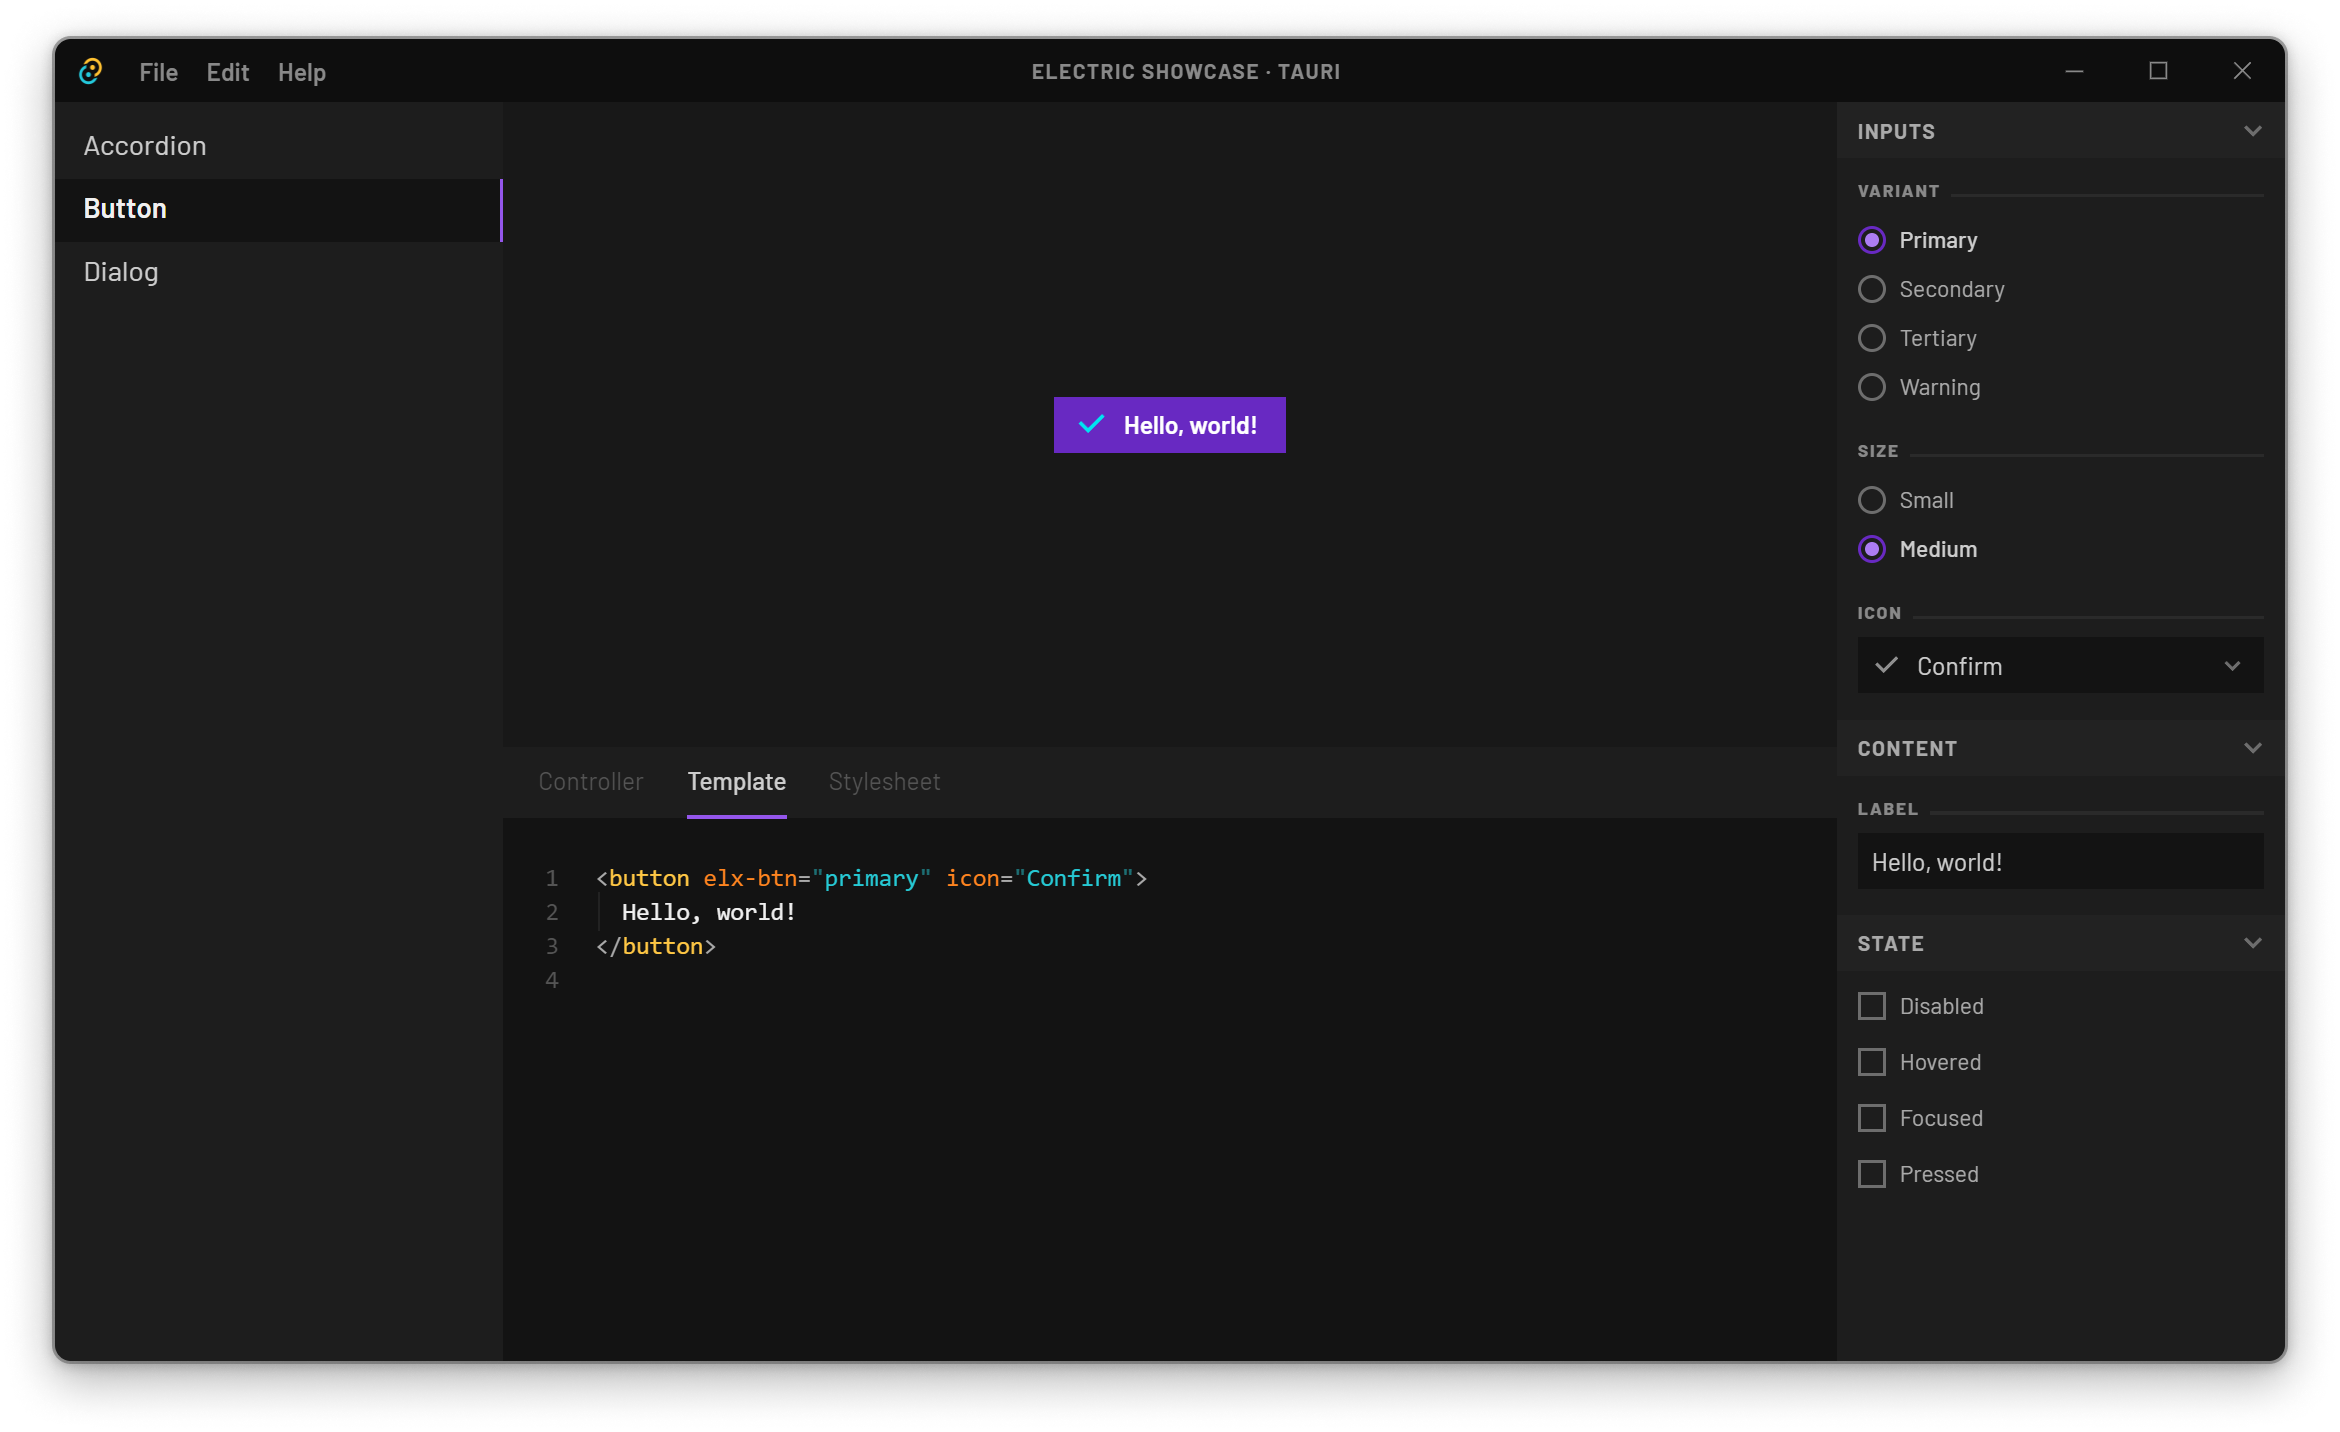 File Edit Help
ELECTRIC SHOWCASE · TAURI
Accordion
Button
Dialog
Hello, world!
Controller Template Stylesheet
1 <button elx-btn="primary" icon="Confirm">
2 Hello, world!
3 </button>
4
INPUTS
VARIANT
Primary
Secondary
Tertiary
Warning
SIZE
Small
Medium
ICON
Confirm
CONTENT
LABEL
Hello, world!
STATE
Disabled
Hovered
Focused
Pressed